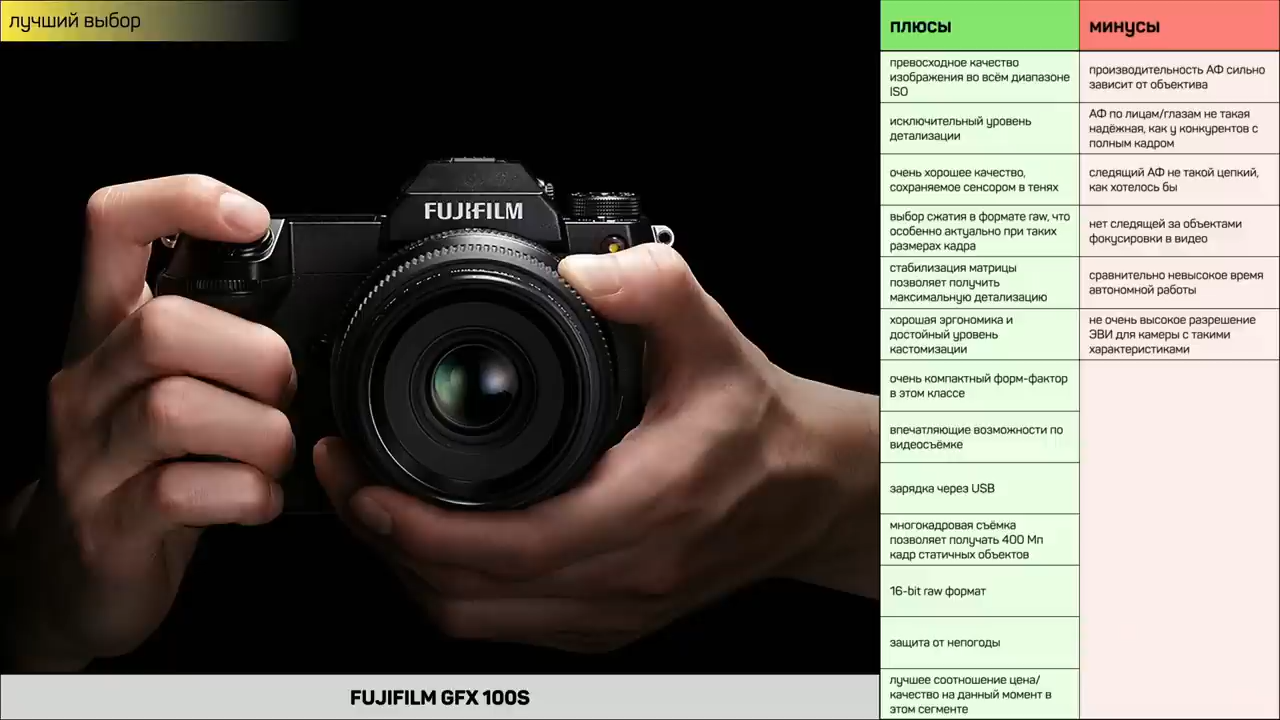 лучший выбор
FUJIFILM
FUJIFILM GFX 100S
плюсы
превосходное качество
изображения во всём диапазоне
ISO
исключительный уровень
детализации
очень хорошее качество,
сохраняемое сенсором в тенях
выбор сжатия в формате raw, что
особенно актуально при таких
размерах кадра
стабилизация матрицы
позволяет получить
максимальную детализацию
хорошая эргономика и
достойный уровень
кастомизации
очень компактный форм-фактор
в этом классе
впечатляющие возможности по
видеосъёмке
зарядка через USB
многокадровая съёмка
позволяет получать 400 Мп
кадр статичных объектов
16-bit raw формат
защита от непогоды
лучшее соотношение цена/
качество на данный момент в
этом сегменте
минусы
производительность АФ сильно
зависит от объектива
АФ по лицам/глазам не такая
надёжная, как у конкурентов с
полным кадром
следящий АФ не такой цепкий,
как хотелось бы
нет следящей за объектами
фокусировки в видео
сравнительно невысокое время
автономной работы
не очень высокое разрешение
ЭВИ для камеры с такими
характеристиками